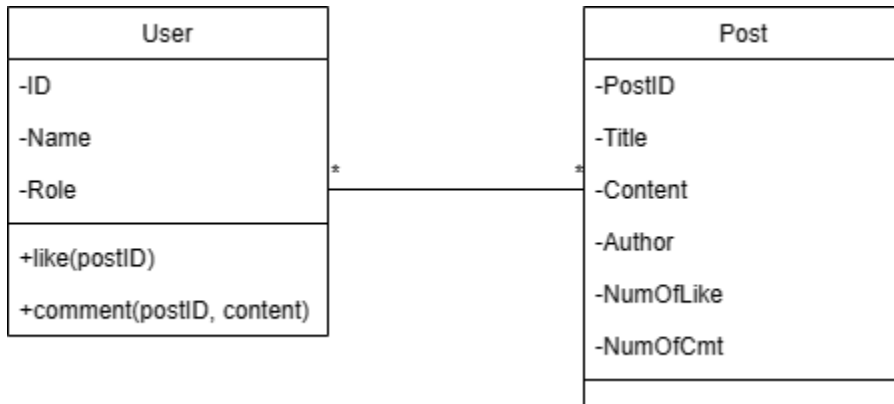 User
-ID
-Name
-Role
+like(postID)
+comment(postID, content)
*
*
Post
-PostID
-Title
-Content
-Author
-NumOfLike
-NumOfCmt